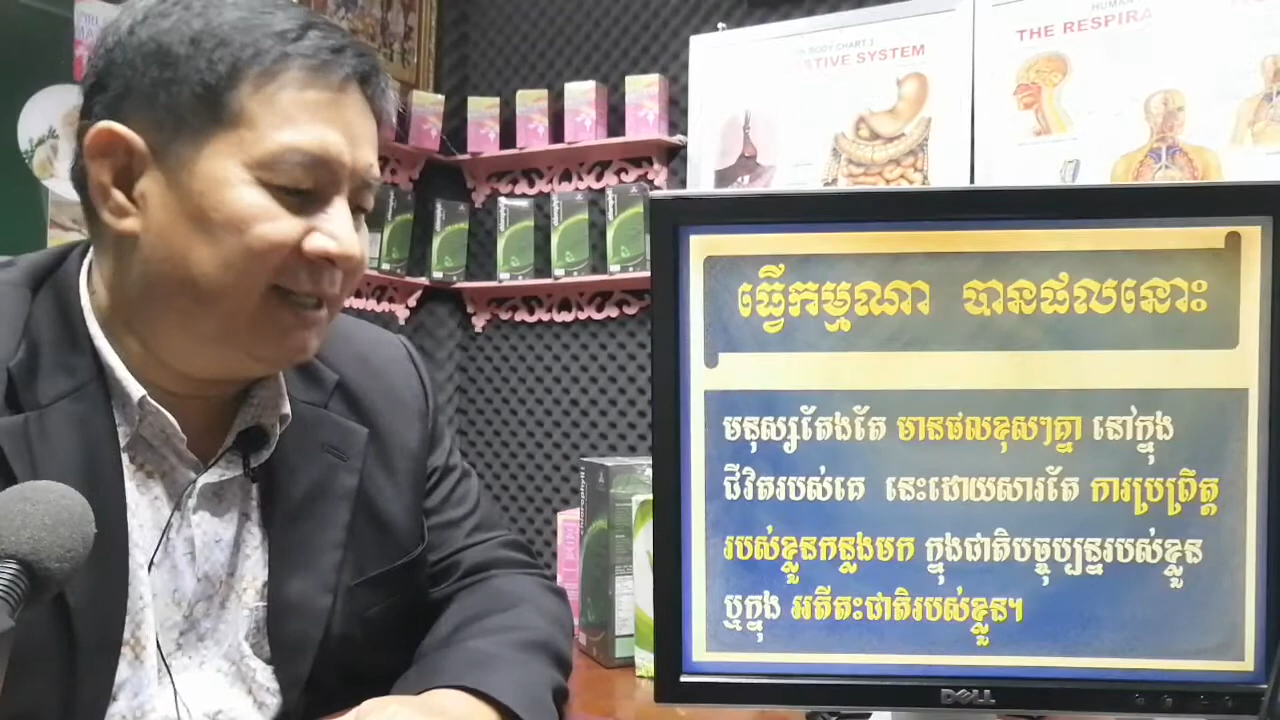 HUMAN
BODY CHART 3
STIVE SYSTEM
THE RESPIRA
ធ្វើកម្មណា បានផលនោះ
មនុស្សតែងតែ មានផលខុសៗគ្នា នៅក្នុង
ជីវិតរបស់គេ នេះដោយសារតែ ការប្រព្រឹត្ត
របស់ខ្លួនកន្លងមក ក្នុងជាតិបច្ចុប្បន្នរបស់ខ្លួន
ឬក្នុង អតីតៈជាតិរបស់ខ្លួន។
DELL